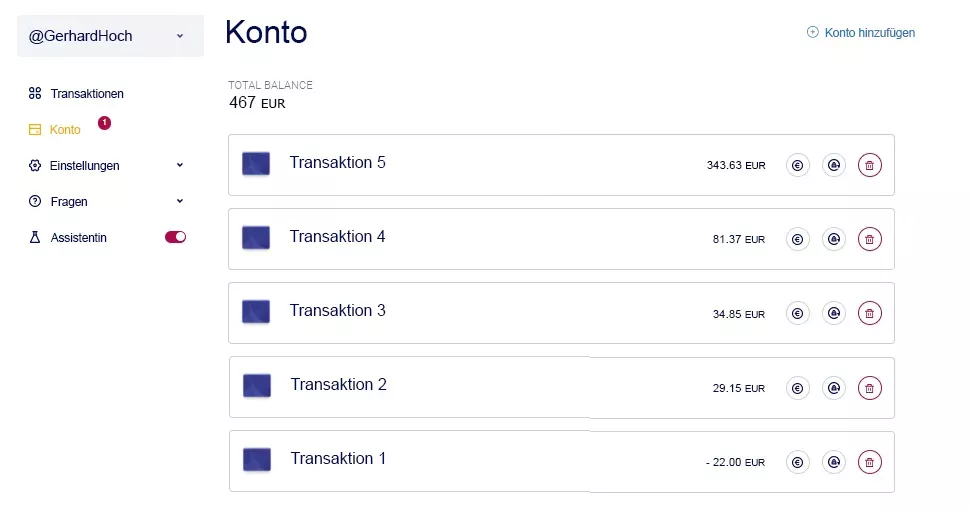 @GerhardHoch
Konto
Konto hinzufügen
Transaktionen
Konto
1
Einstellungen
Fragen
Assistentin
TOTAL BALANCE
467 EUR
Transaktion 5
343.63 EUR
Transaktion 4
81.37 EUR
Transaktion 3
34.85 EUR
Transaktion 2
29.15 EUR
Transaktion 1
- 22.00 EUR